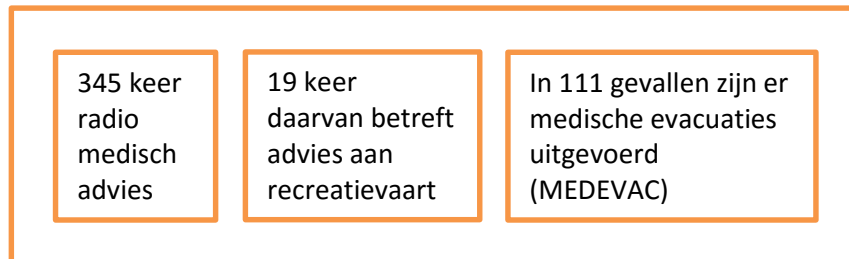 345 keer
radio
medisch
advies
19 keer
daarvan betreft
advies aan
recreatievaart
In 111 gevallen zijn er
medische evacuaties
uitgevoerd
(MEDEVAC)